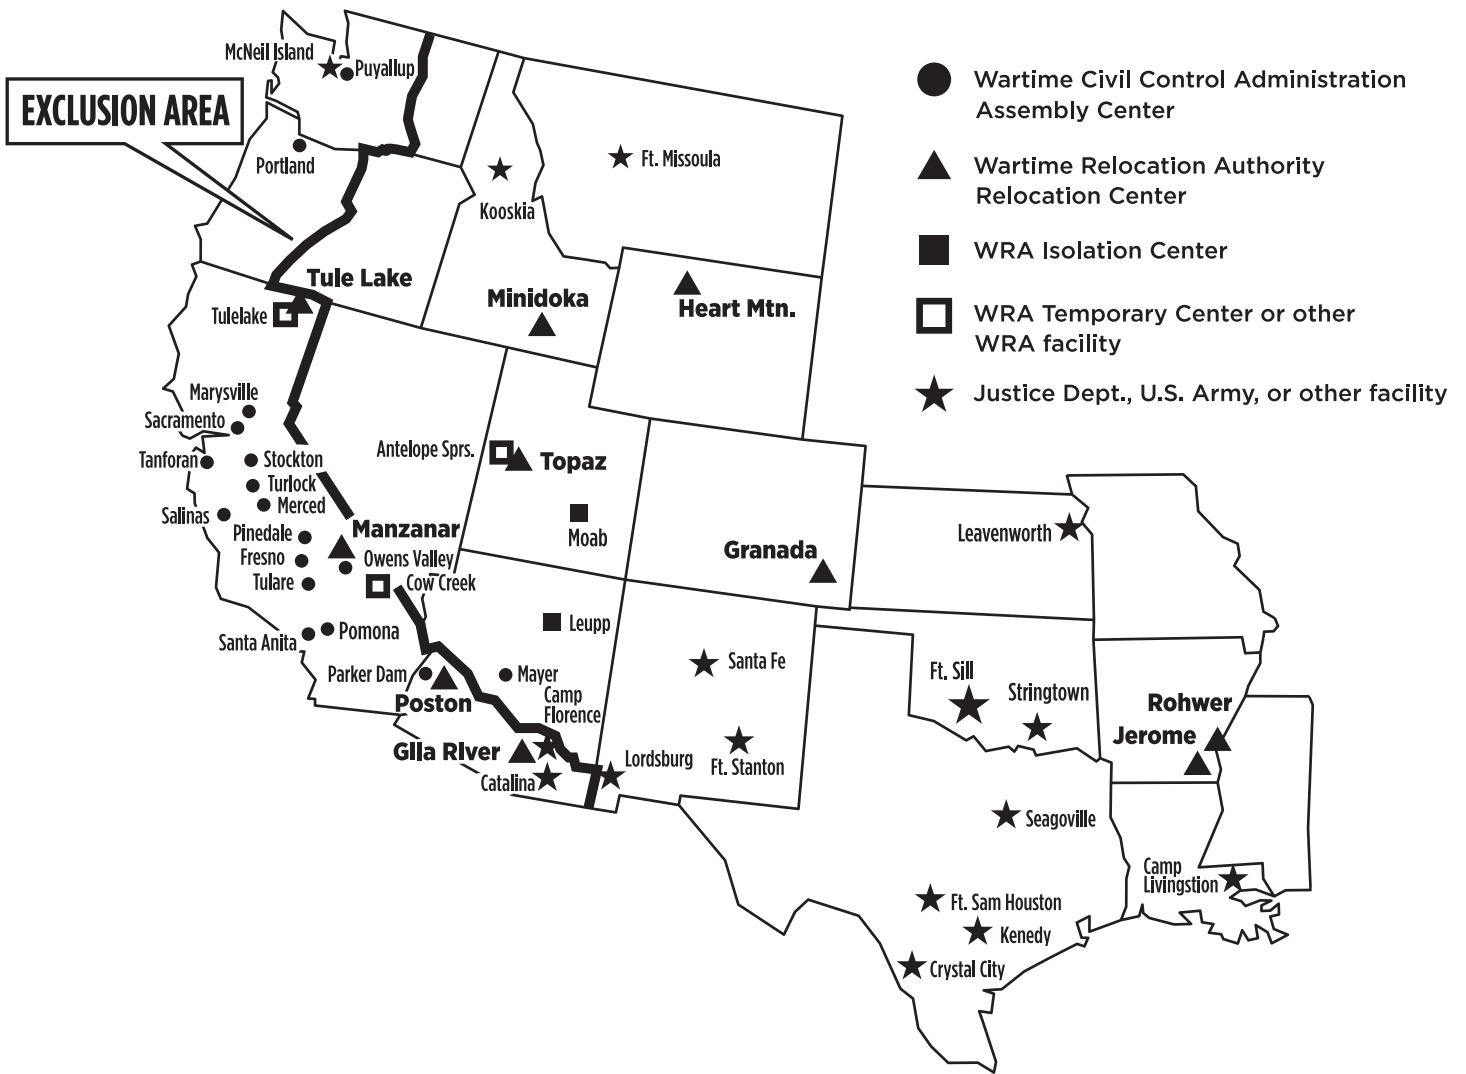 McNeil Island
Puyallup
EXCLUSION AREA
Portland
Kooskia
Ft. Missoula
Tule Lake
Tulelake
Minidoka
Heart Mtn.
Wartime Civil Control Administration
Assembly Center
Wartime Relocation Authority
Relocation Center
WRA Isolation Center
WRA Temporary Center or other
WRA facility
Justice Dept., U.S. Army, or other facility
Marysville
Sacramento
Tanforan
Stockton
Turlock
Merced
Salinas
Pinedale
Fresno
Tulare
Manzanar
Owens Valley
Cow Creek
Antelope Sprs.
Topaz
Moab
Granada
Leavenworth
Santa Anita
Pomona
Leupp
Parker Dam
Poston
Mayer
Camp
Florence
Gila River
Catalina
Lordsburg
Santa Fe
Ft. Stanton
Ft. Sill
Stringtown
Rohwer
Jerome
Seagoville
Camp
Livingstion
Ft. Sam Houston
Kenedy
Crystal City